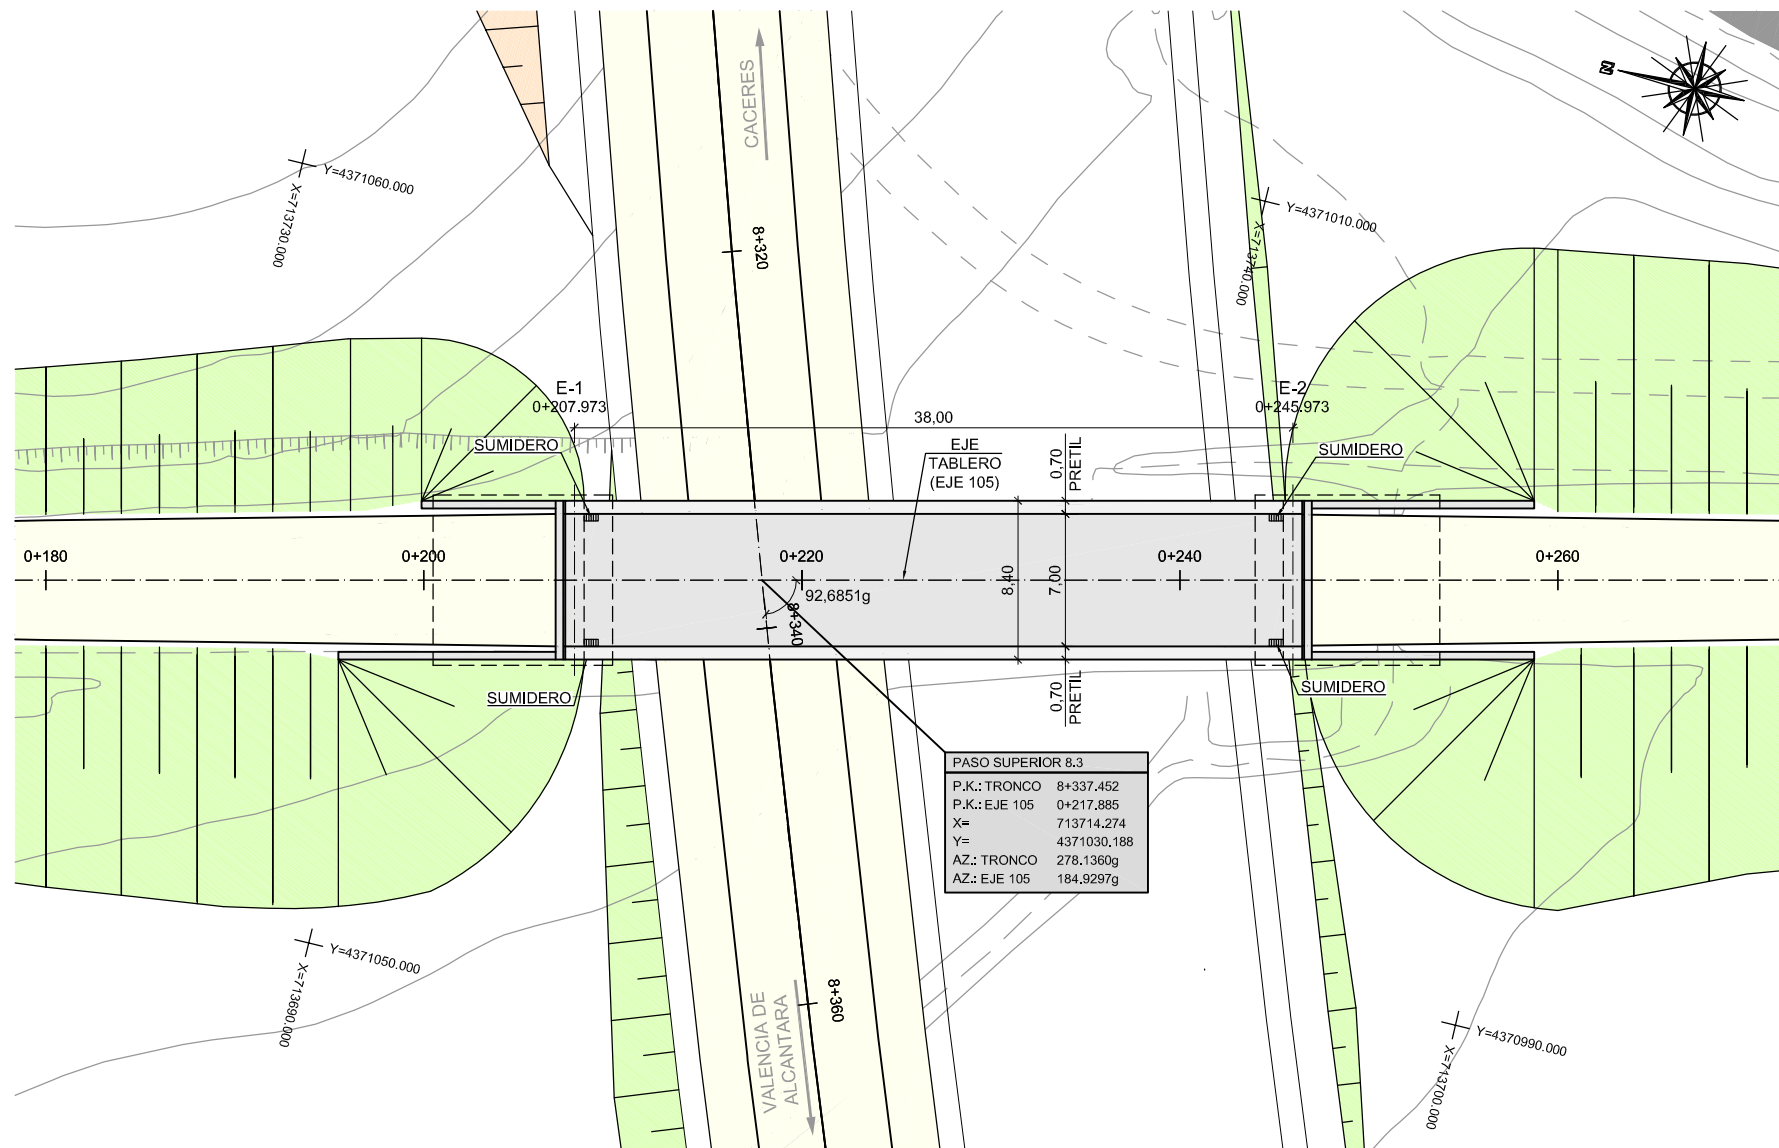 CACERES
N
Y=4371060.000
X=713730.000
8+320
Y=4371010.000
X=713740.000
E-1
0+207.973
38,00
E-2
0+245.973
SUMIDERO
EJE
TABLERO
(EJE 105)
0,70
PRETIL
SUMIDERO
0+180
0+200
0+220
0+240
0+260
92,6851g
8,40
7,00
8+340
SUMIDERO
0,70
PRETIL
SUMIDERO
PASO SUPERIOR 8.3
P.K.: TRONCO 8+337.452
P.K.: EJE 105 0+217.885
X= 713714.274
Y= 4371030.188
AZ.: TRONCO 278.1360g
AZ.: EJE 105 184.9297g
Y=4371050.000
X=713690.000
8+360
VALENCIA DE
ALCANTARA
Y=4370990.000
X=713700.000